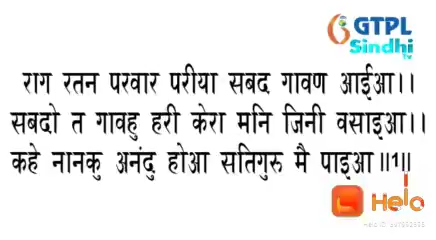 GTPL
Sindhi
tv
राग रतन परवार परीया सबद गावण आईआ।।
सबदो त गावहु हरी केरा मनि जिनी वसाइआ।।
कहे नानकु अनंदु होआ सतिगुरू मै पाइआ॥1॥
Helo